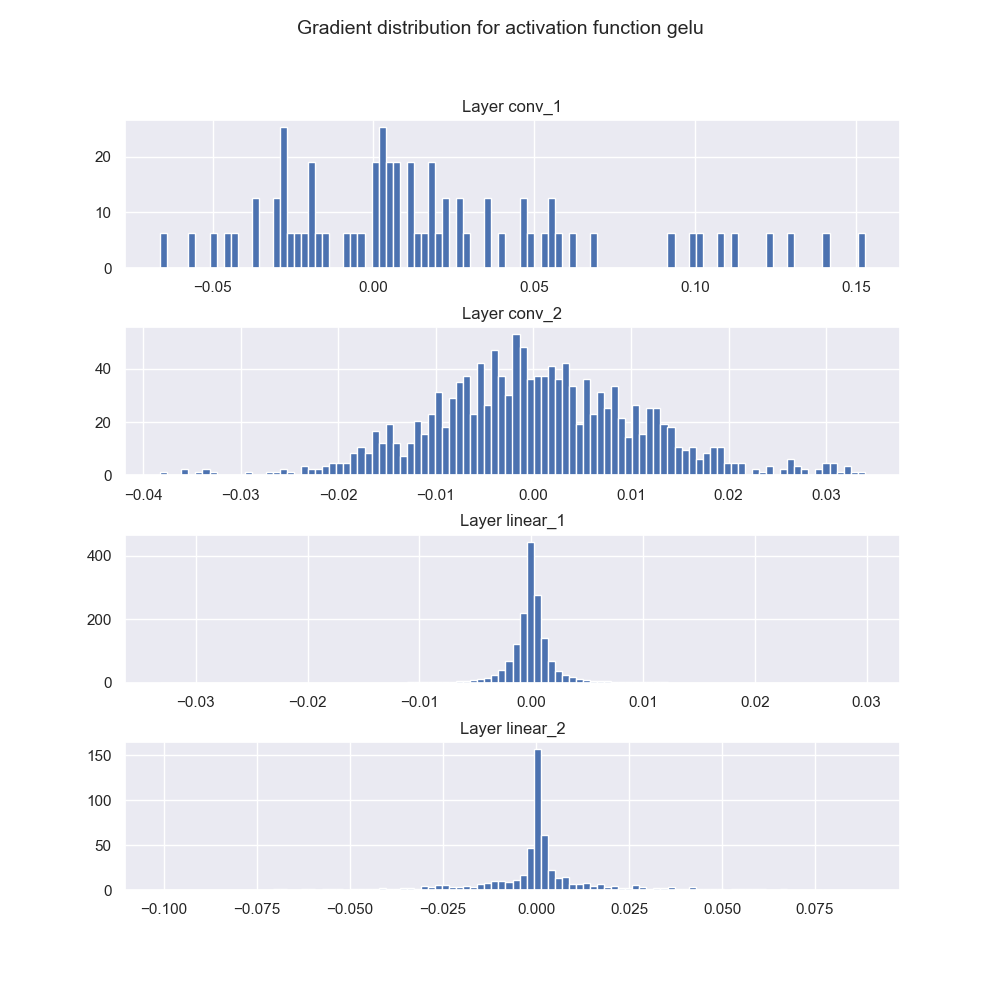 Gradient distribution for activation function gelu
Layer conv_1
20
10
0
−0.05 0.00 0.05 0.10 0.15
Layer conv_2
40
20
0
−0.04 −0.03 −0.02 −0.01 0.00 0.01 0.02 0.03
Layer linear_1
400
200
0
−0.03 −0.02 −0.01 0.00 0.01 0.02 0.03
Layer linear_2
150
100
50
0
−0.100 −0.075 −0.050 −0.025 0.000 0.025 0.050 0.075